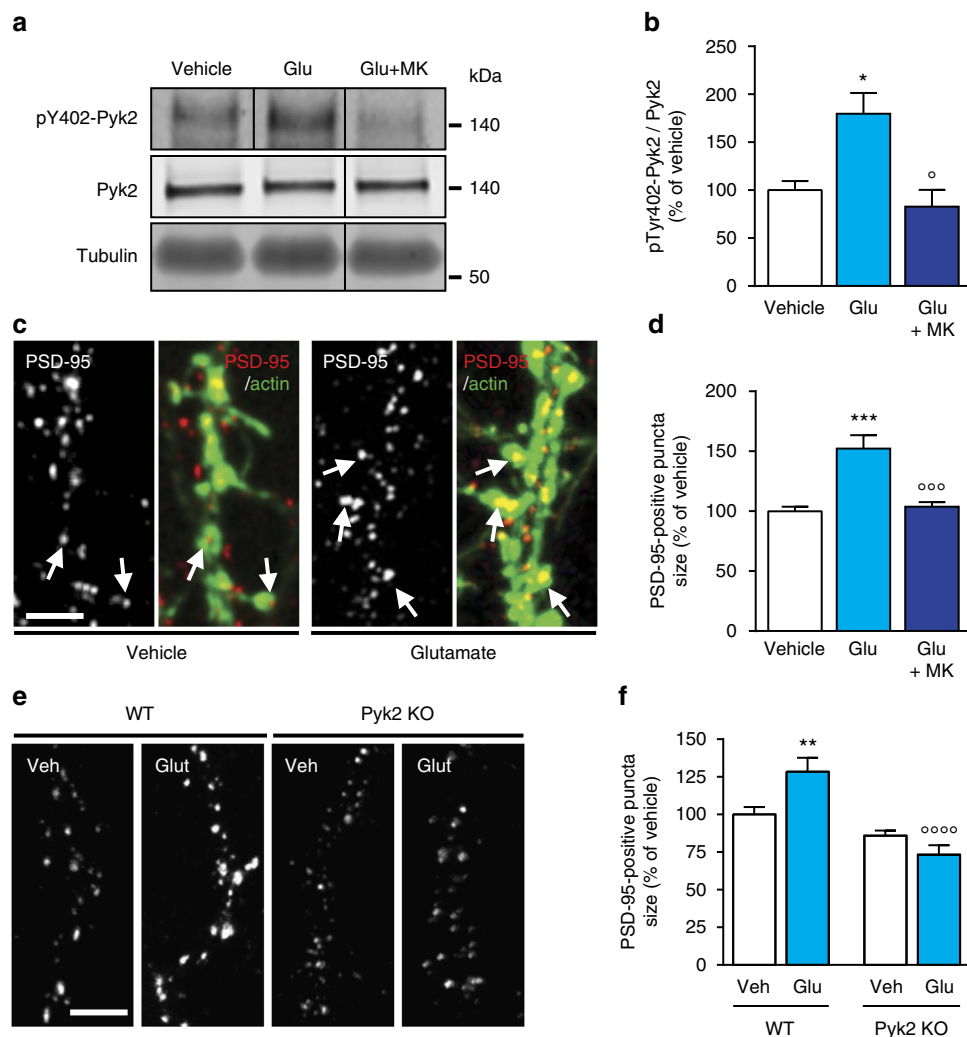 a
Vehicle Glu Glu+MK kDa
pY402-Pyk2
140
Pyk2
140
Tubulin
50
b
pTyr402-Pyk2 / Pyk2
(% of vehicle)
250
200
150
100
50
0
Vehicle Glu Glu
+ MK
*
°
c
PSD-95
PSD-95
/actin
PSD-95
PSD-95
/actin
Vehicle
Glutamate
d
PSD-95-positive puncta
size (% of vehicle)
200
150
100
50
0
***
°°°
Vehicle Glu Glu
+ MK
e
WT Pyk2 KO
Veh Glut Veh Glut
f
PSD-95-positive puncta
size (% of vehicle)
150
125
100
75
50
25
0
**
°°°°
Veh Glu Veh Glu
WT Pyk2 KO